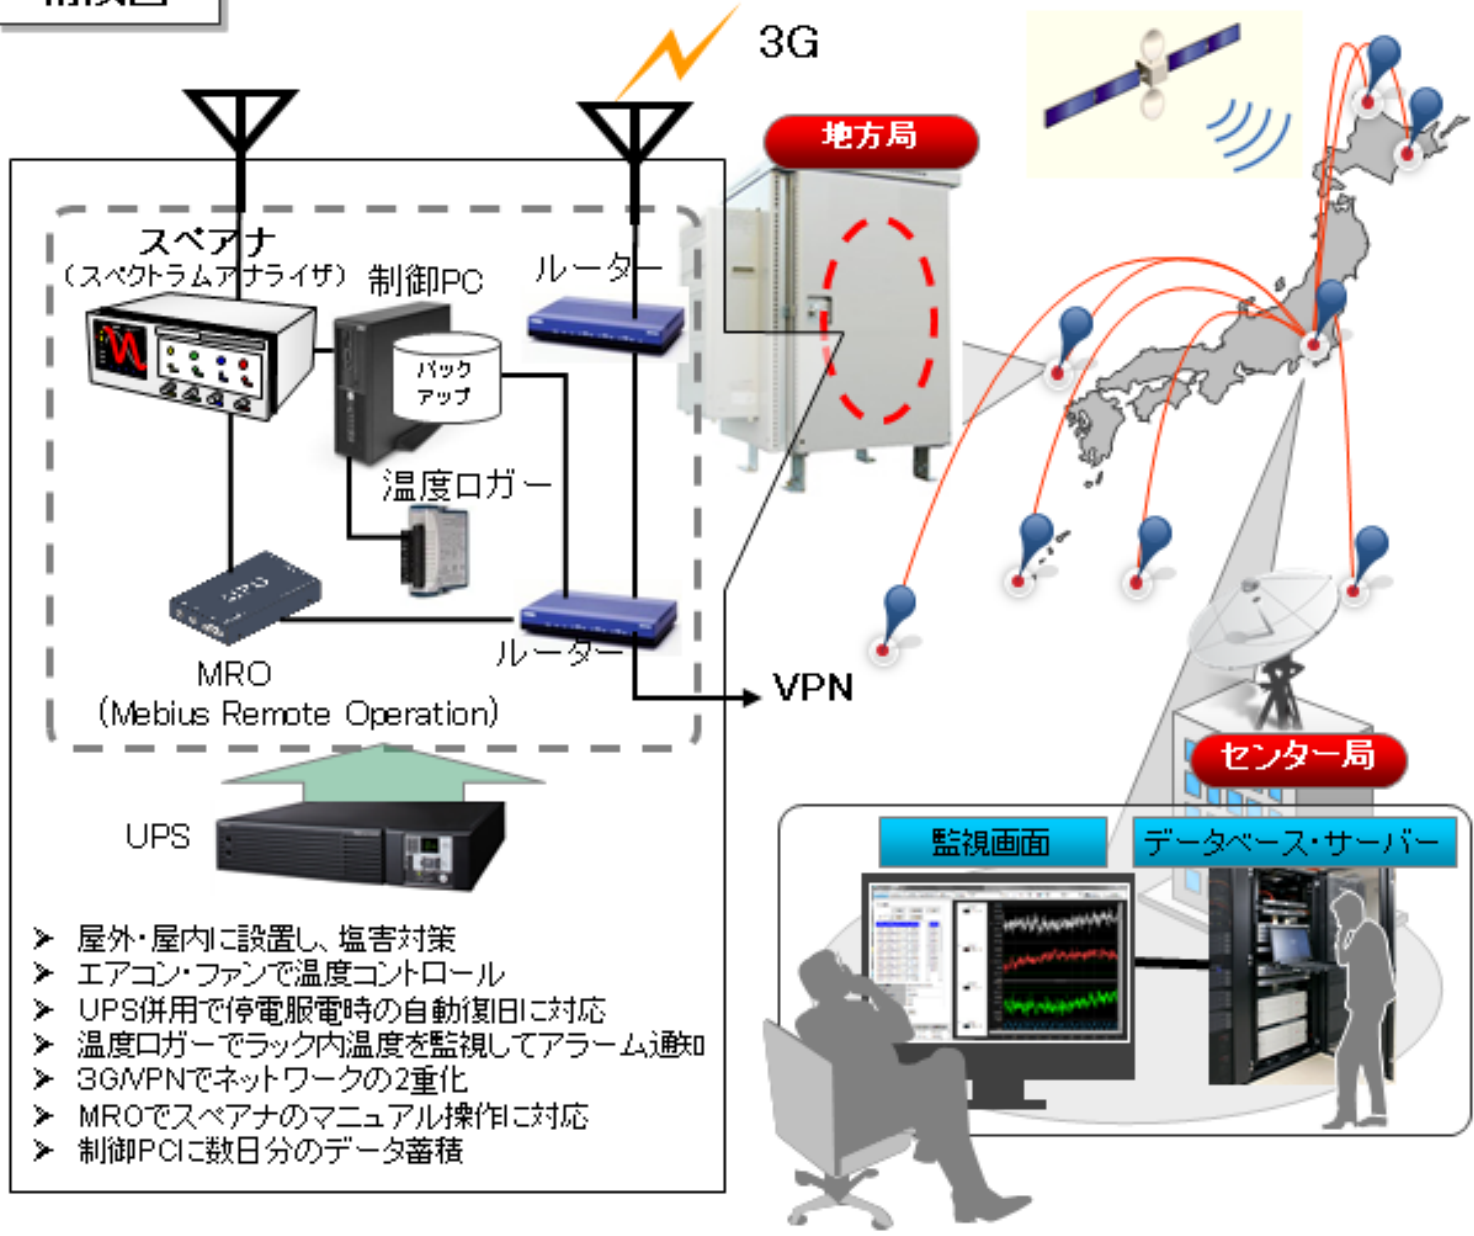 3G
地方局
スペアナ
(スペクトラムアナライザ)
制御PC
ルーター
バック
アップ
温度ロガー
MRO
(Mebius Remote Operation)
ルーター
VPN
UPS
センター局
監視画面
データベース・サーバー
➤ 屋外・屋内に設置し、塩害対策
➤ エアコン・ファンで温度コントロール
➤ UPS併用で停電服電時の自動復旧に対応
➤ 温度ロガーでラック内温度を監視してアラーム通知
➤ 3G/VPNでネットワークの2重化
➤ MROでスペアナのマニュアル操作に対応
➤ 制御PCに数日分のデータ蓄積